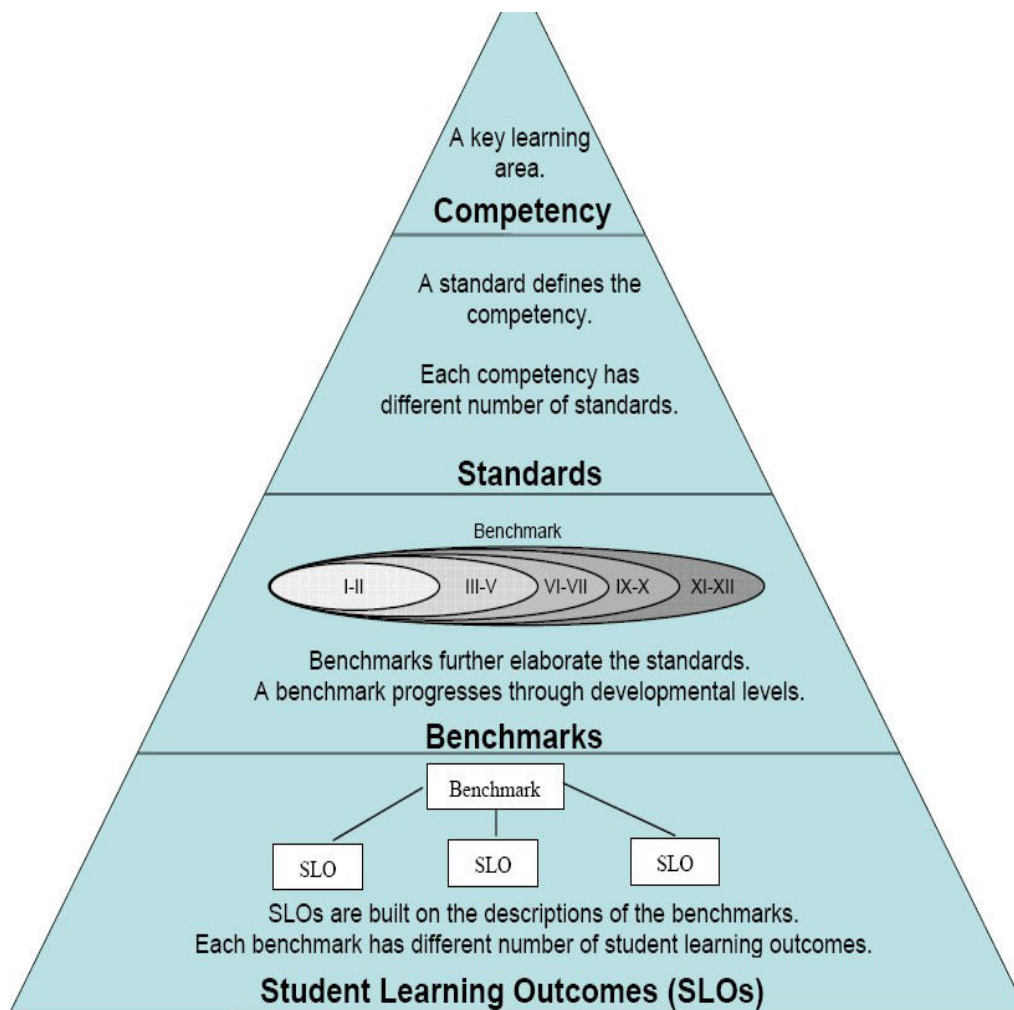 A key learning
area.
Competency
A standard defines the
competency.
Each competency has
different number of standards.
Standards
Benchmark
I-II III-V VI-VII IX-X XI-XII
Benchmarks further elaborate the standards.
A benchmark progresses through developmental levels.
Benchmarks
Benchmark
SLO SLO SLO
SLOs are built on the descriptions of the benchmarks.
Each benchmark has different number of student learning outcomes.
Student Learning Outcomes (SLOs)